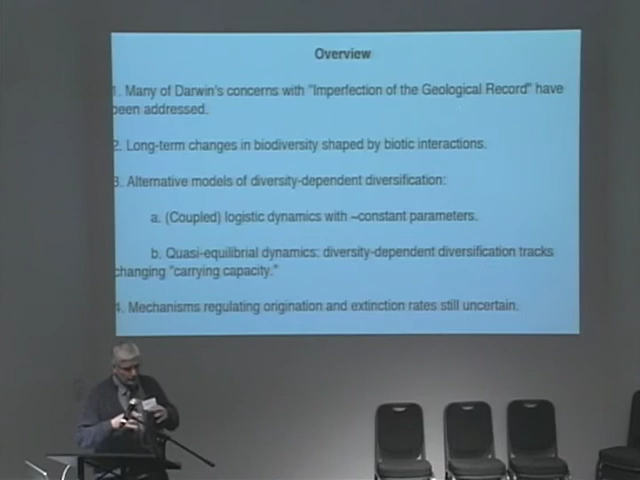 Overview
1. Many of Darwin's concerns with "Imperfection of the Geological Record" have
been addressed.
2. Long-term changes in biodiversity shaped by biotic interactions.
3. Alternative models of diversity-dependent diversification:
a. (Coupled) logistic dynamics with ~constant parameters.
b. Quasi-equilibrial dynamics: diversity-dependent diversification tracks
changing "carrying capacity."
4. Mechanisms regulating origination and extinction rates still uncertain.